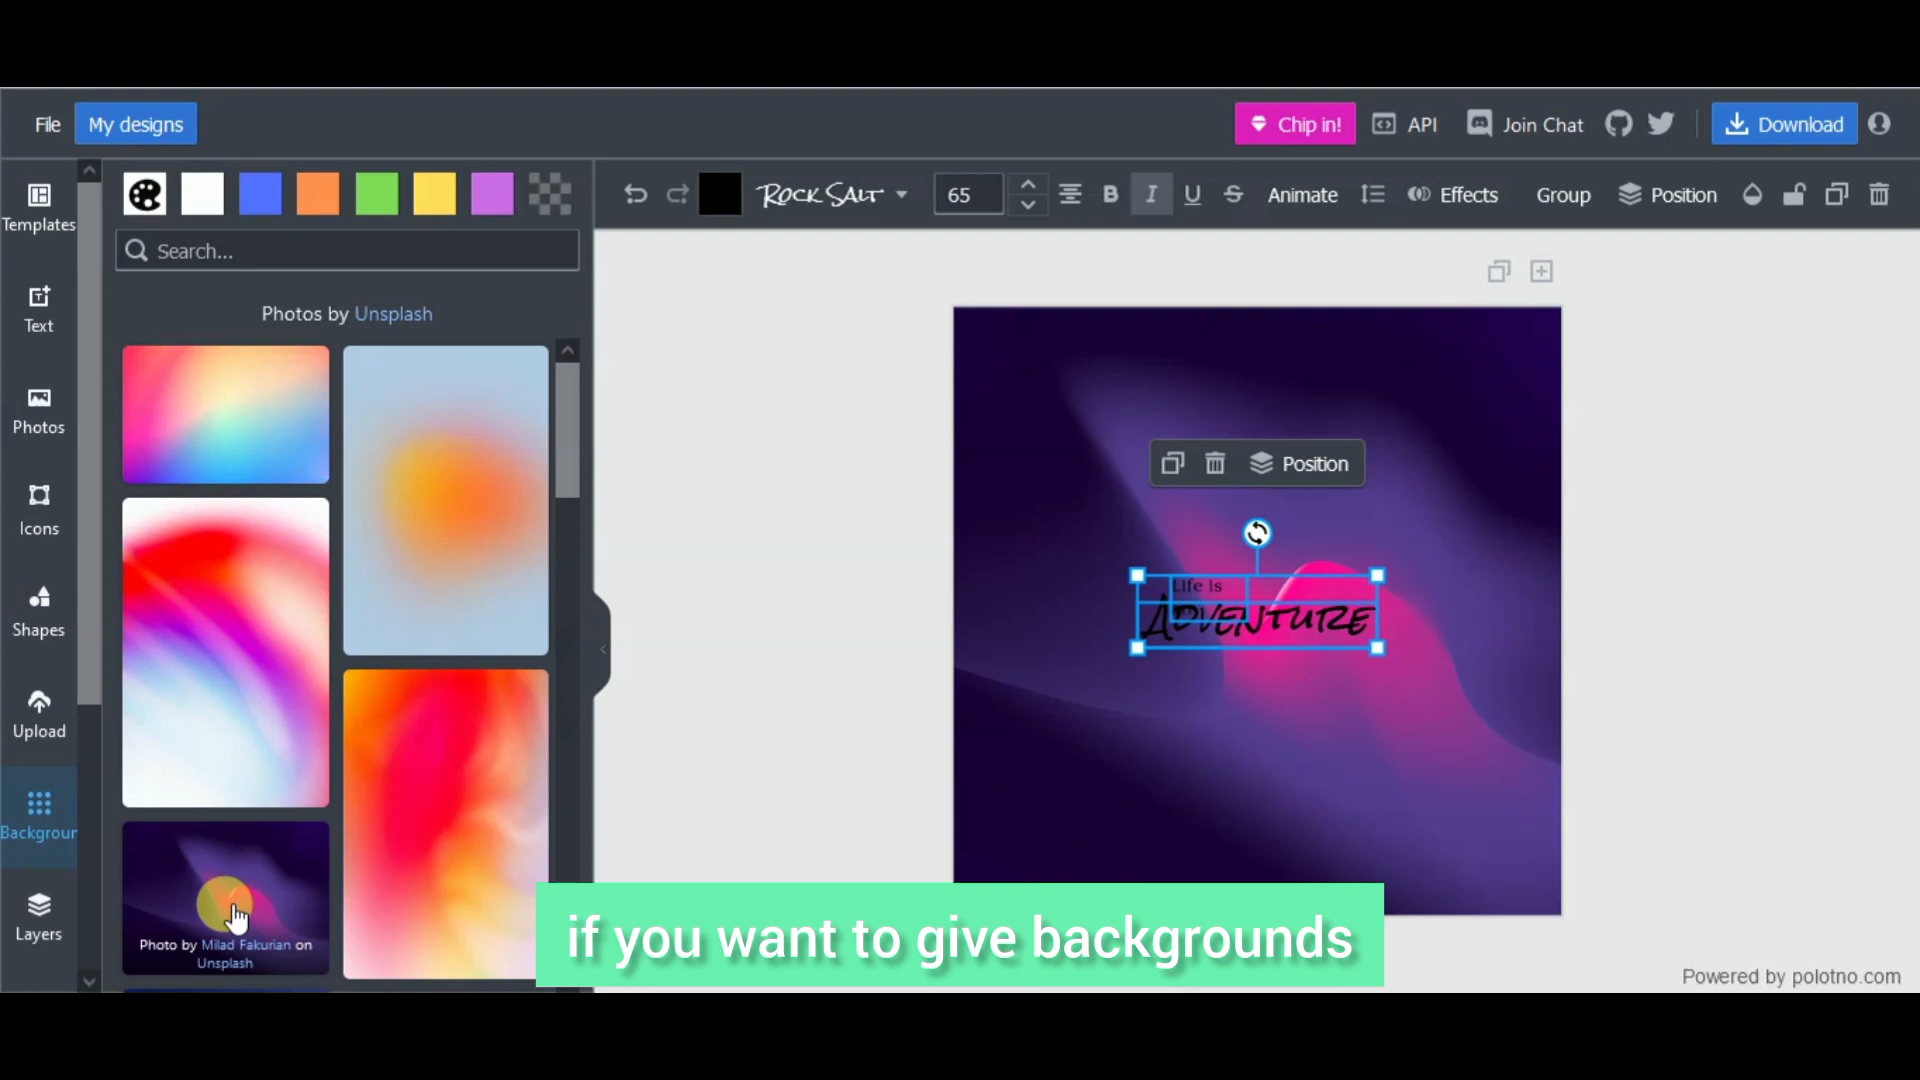 File
My designs
Chip in!
API
Join Chat
Download
Templates
Text
Photos
Icons
Shapes
Upload
Backgroun
Layers
Search...
Photos by Unsplash
Photo by Milad Fakurian on
Unsplash
ROCK SALT
65
B
I
U
S
Animate
Effects
Group
Position
Position
Life Is
ADVENTURE
if you want to give backgrounds
Powered by polotno.com